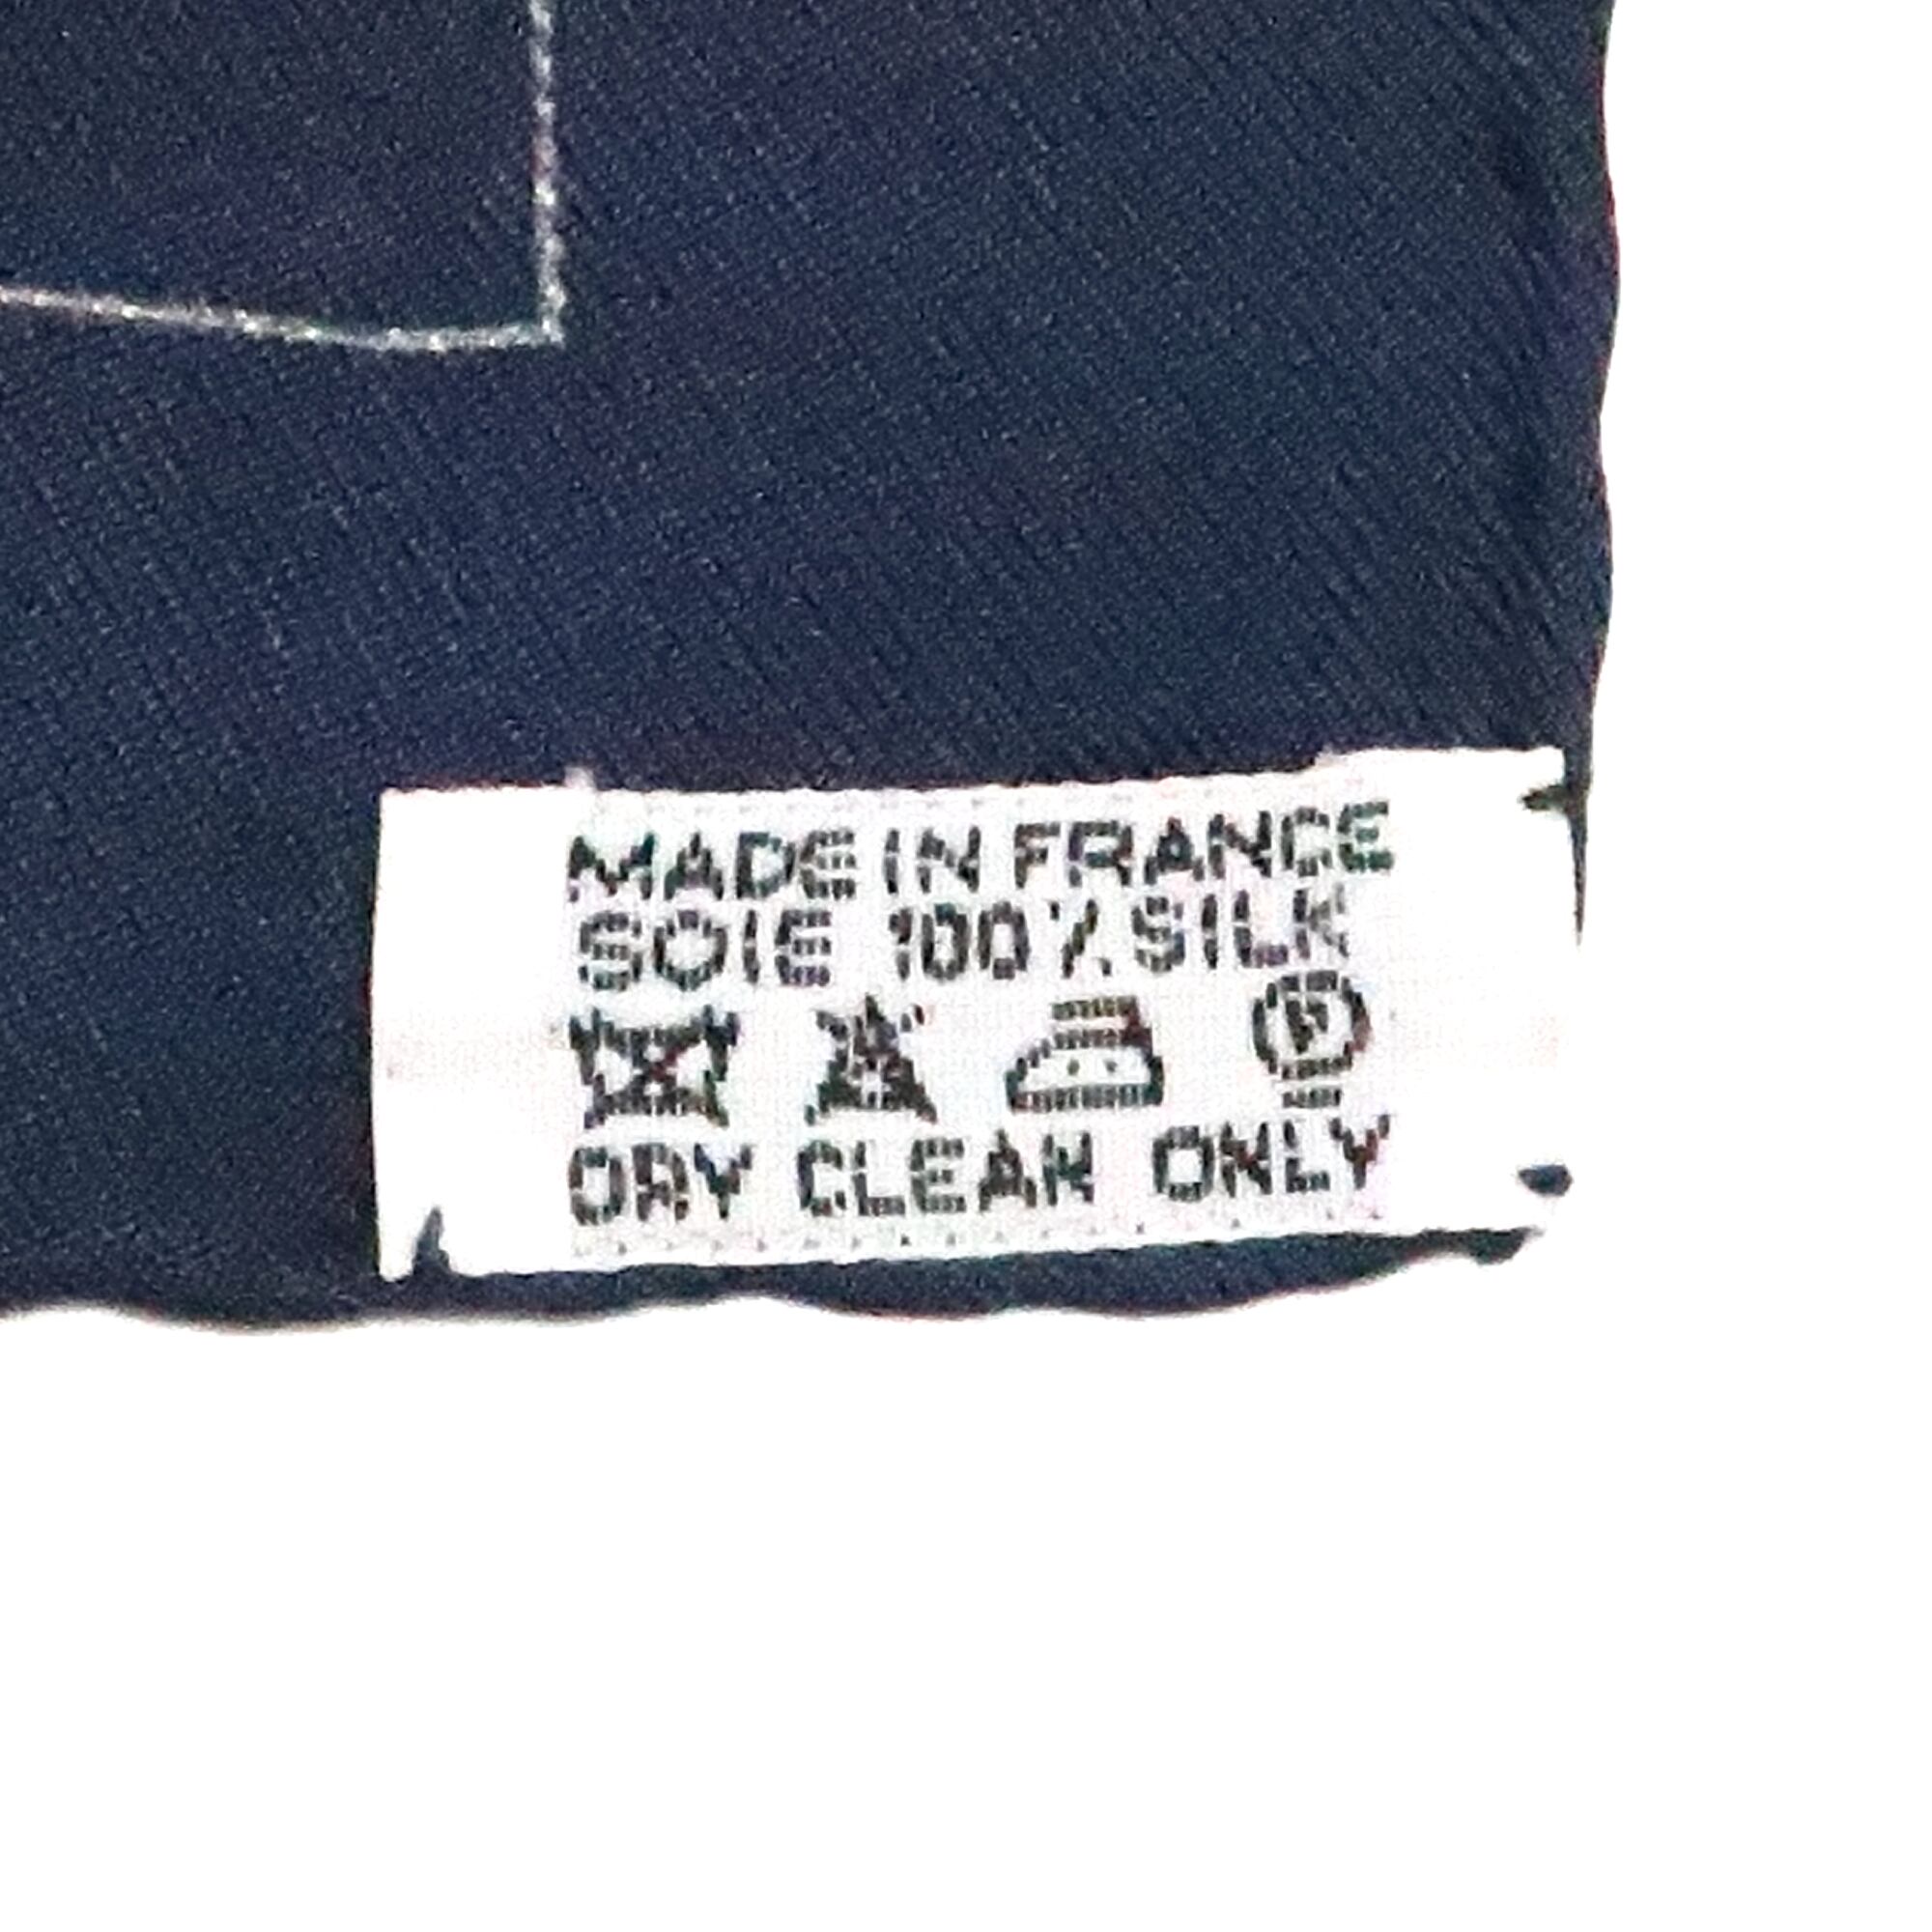 MADE IN FRANCE
SOIE 100% SILK
P
DRY CLEAN ONLY